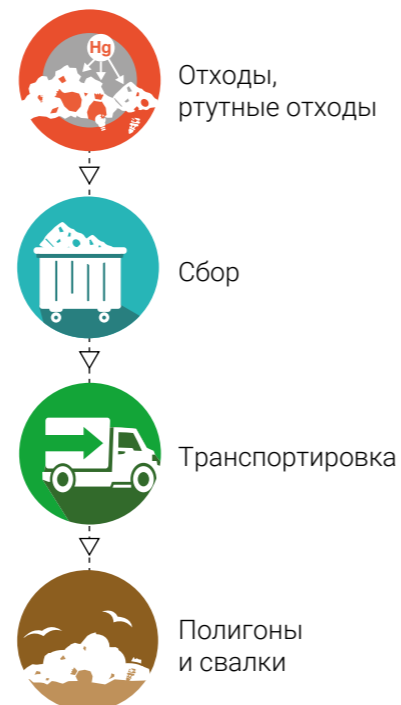 Hg
Отходы,
ртутные отходы
Сбор
Транспортировка
Полигоны
и свалки